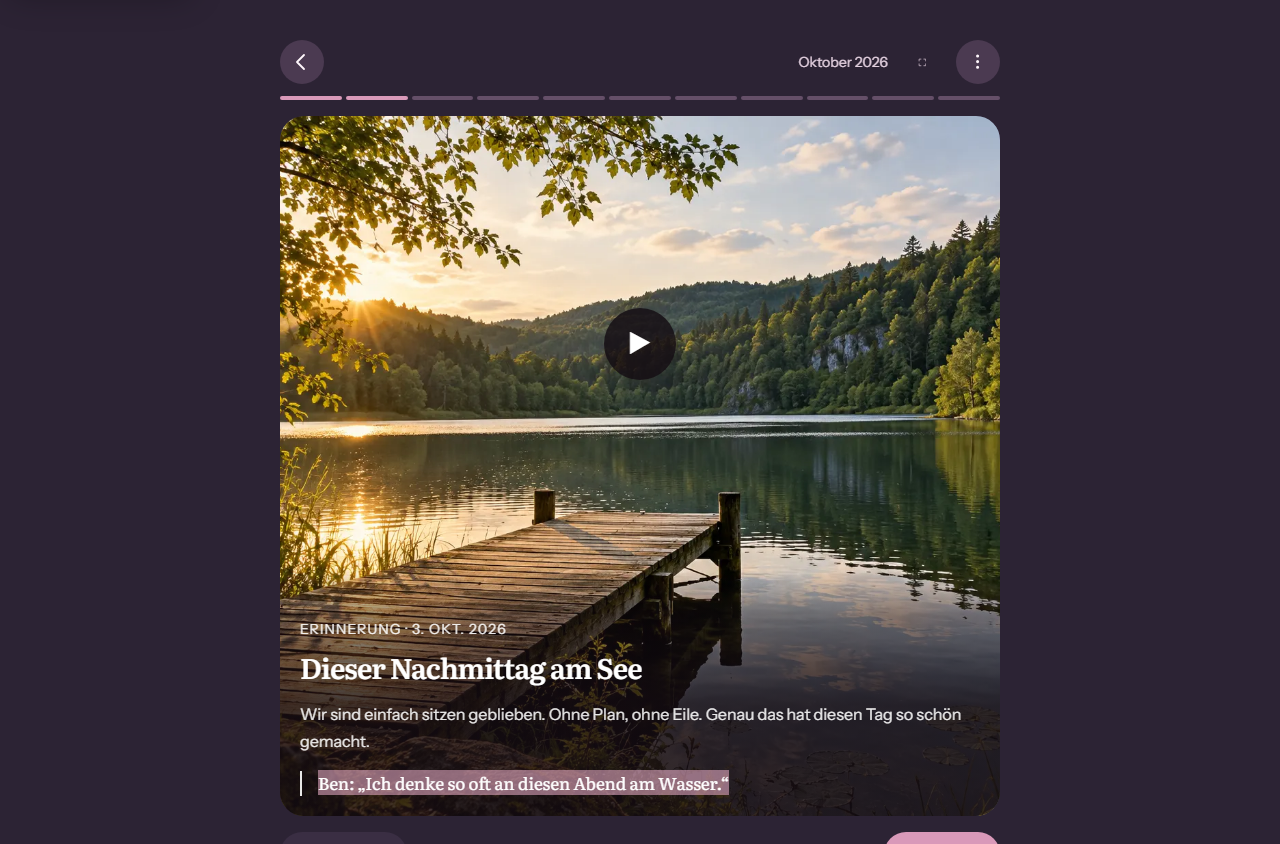 Oktober 2026
ERINNERUNG · 3. OKT. 2026
Dieser Nachmittag am See
Wir sind einfach sitzen geblieben. Ohne Plan, ohne Eile. Genau das hat diesen Tag so schön
gemacht.
Ben: „Ich denke so oft an diesen Abend am Wasser.“